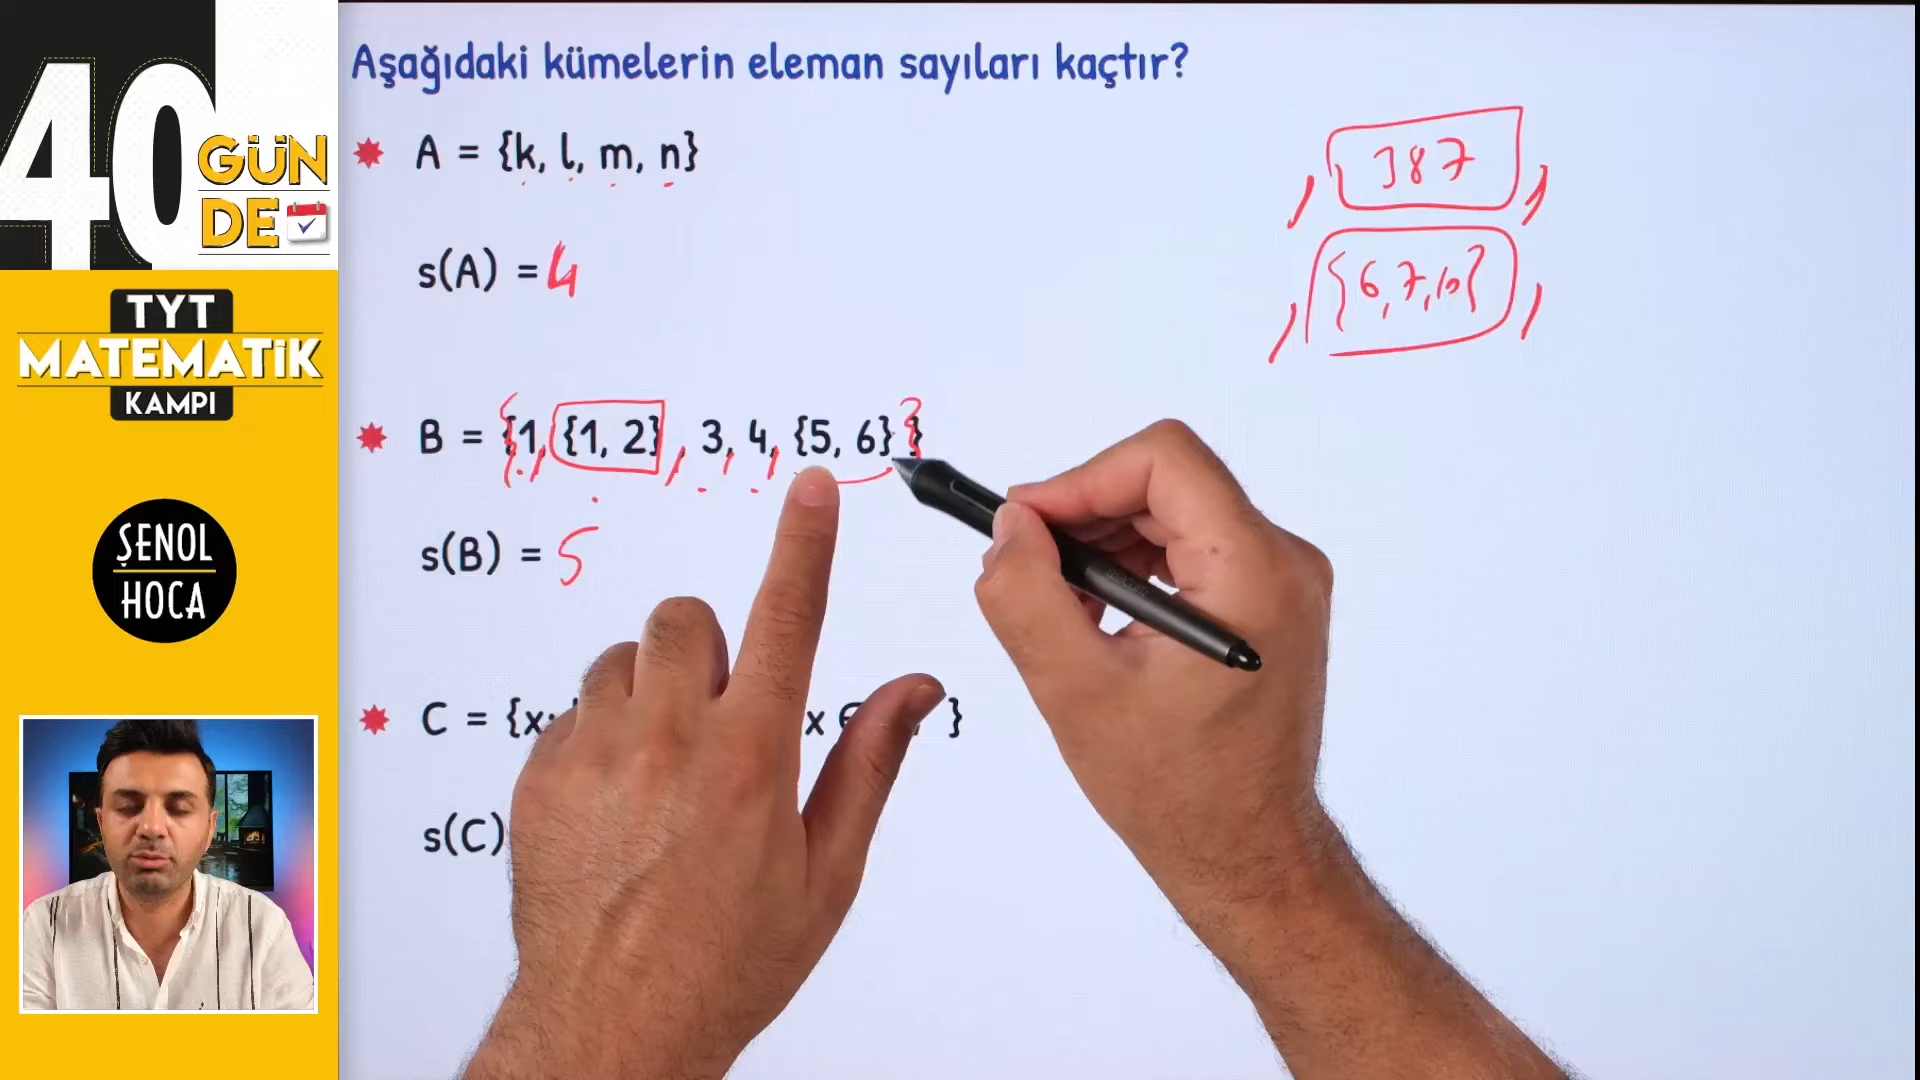 40
GÜN
DE
TYT
MATEMATİK
KAMPI
ŞENOL
HOCA
Aşağıdaki kümelerin eleman sayıları kaçtır?
A = {k, l, m, n}
s(A) = 4
B = {1, {1, 2}, 3, 4, {5, 6} }
s(B) = 5
C = {x: x ∈ }
s(C)
, 387 ,
, {6,7,10} ,